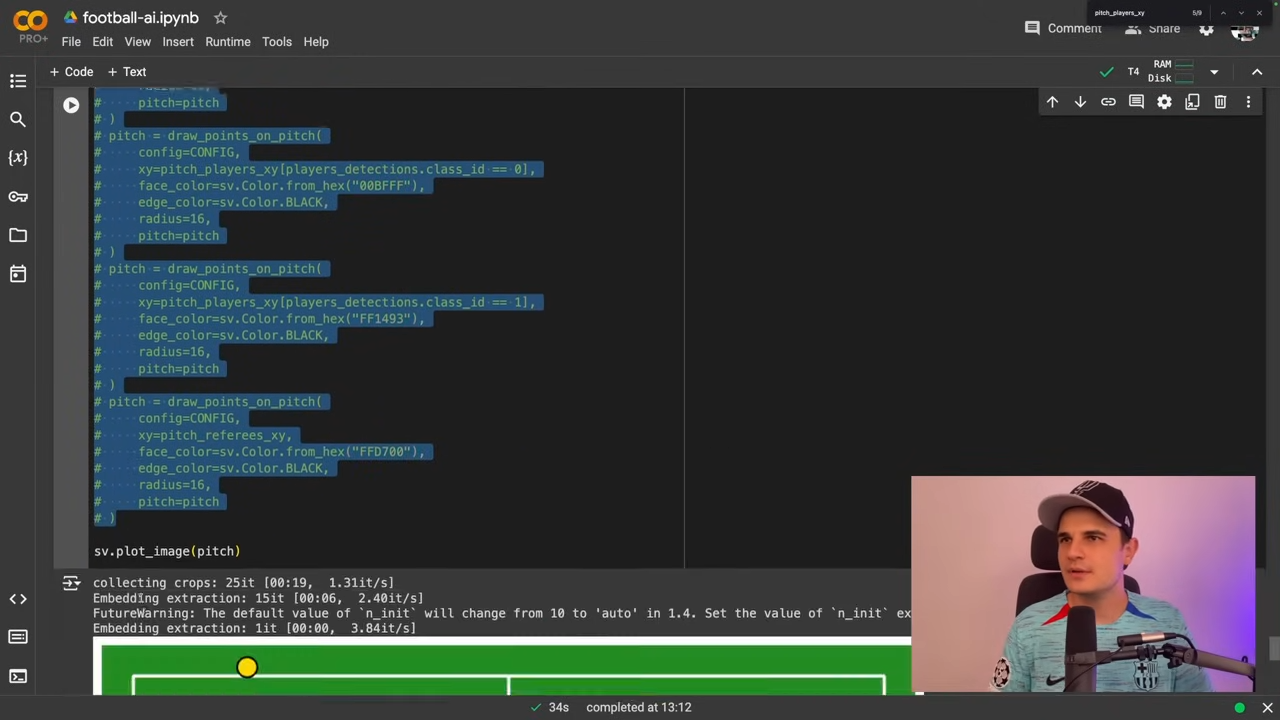 football-ai.ipynb
pitch_players_xy
5/9
PRO+
File Edit View Insert Runtime Tools Help
Comment
Share
+ Code + Text
T4
RAM
Disk
# pitch=pitch
# )
# pitch = draw_points_on_pitch(
# config=CONFIG,
# xy=pitch_players_xy[players_detections.class_id == 0],
# face_color=sv.Color.from_hex("00BFFF"),
# edge_color=sv.Color.BLACK,
# radius=16,
# pitch=pitch
# )
# pitch = draw_points_on_pitch(
# config=CONFIG,
# xy=pitch_players_xy[players_detections.class_id == 1],
# face_color=sv.Color.from_hex("FF1493"),
# edge_color=sv.Color.BLACK,
# radius=16,
# pitch=pitch
# )
# pitch = draw_points_on_pitch(
# config=CONFIG,
# xy=pitch_referees_xy,
# face_color=sv.Color.from_hex("FFD700"),
# edge_color=sv.Color.BLACK,
# radius=16,
# pitch=pitch
# )
sv.plot_image(pitch)
collecting crops: 25it [00:19, 1.31it/s]
Embedding extraction: 15it [00:06, 2.40it/s]
FutureWarning: The default value of `n_init` will change from 10 to 'auto' in 1.4. Set the value of `n_init` ex
Embedding extraction: 1it [00:00, 3.84it/s]
34s completed at 13:12